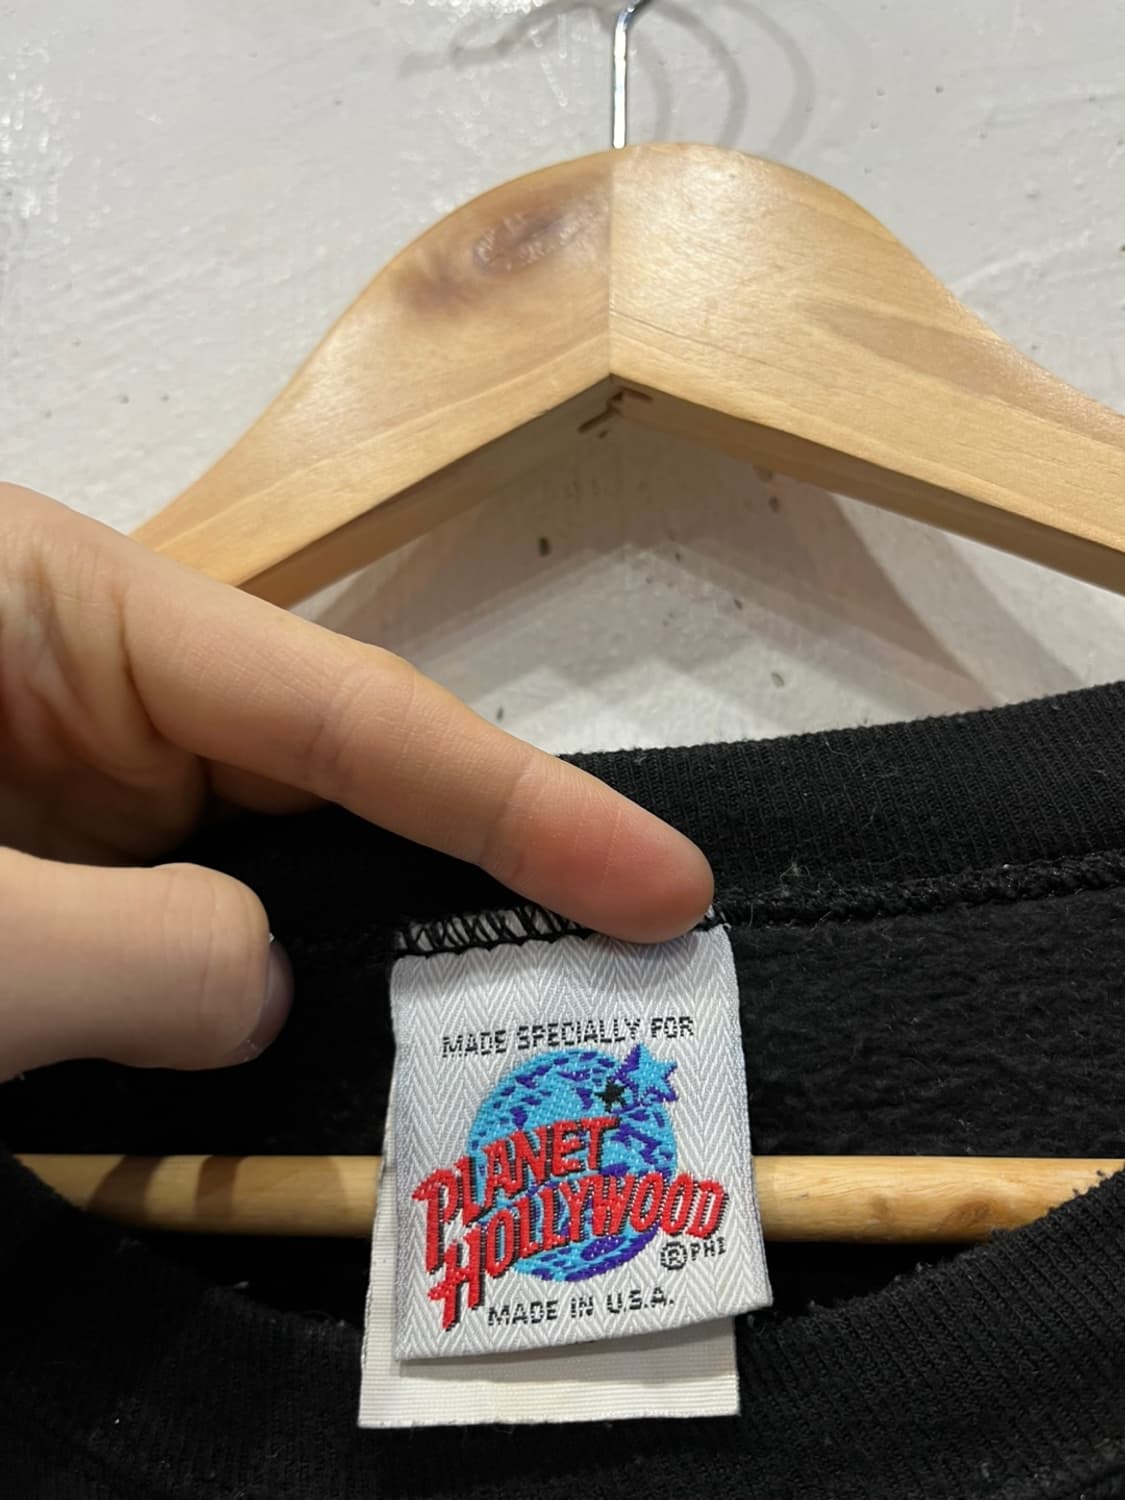 MADE SPECIALLY FOR
PLANET
HOLLYWOOD
® PHI
MADE IN U.S.A.